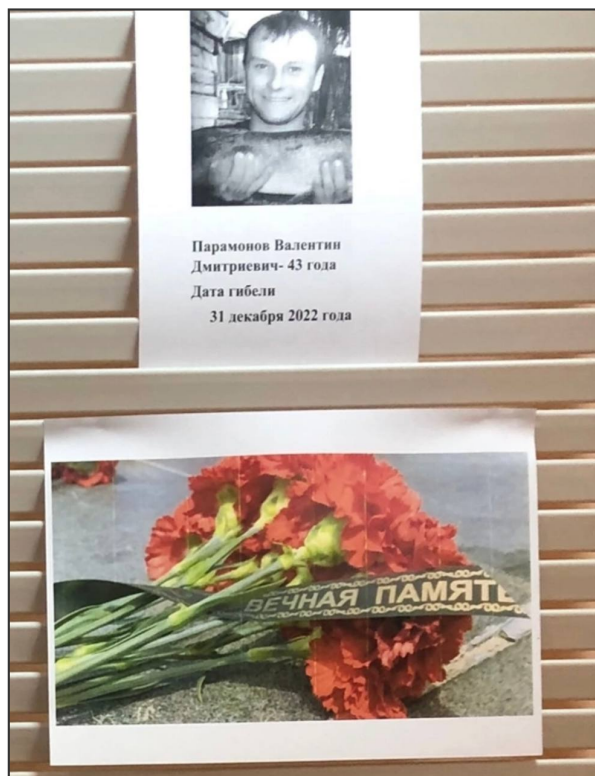 Парамонов Валентин
Дмитриевич- 43 года
Дата гибели
31 декабря 2022 года
ВЕЧНАЯ ПАМЯТЬ